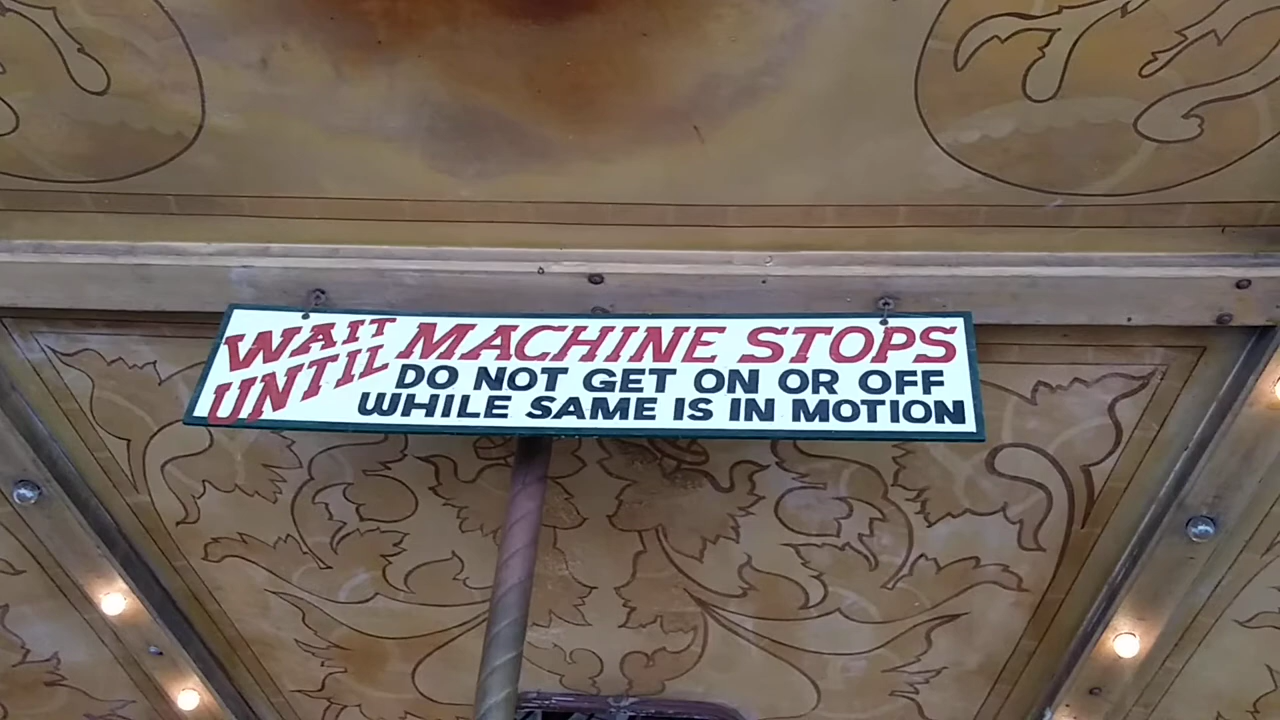 WAIT UNTIL MACHINE STOPS
DO NOT GET ON OR OFF
WHILE SAME IS IN MOTION